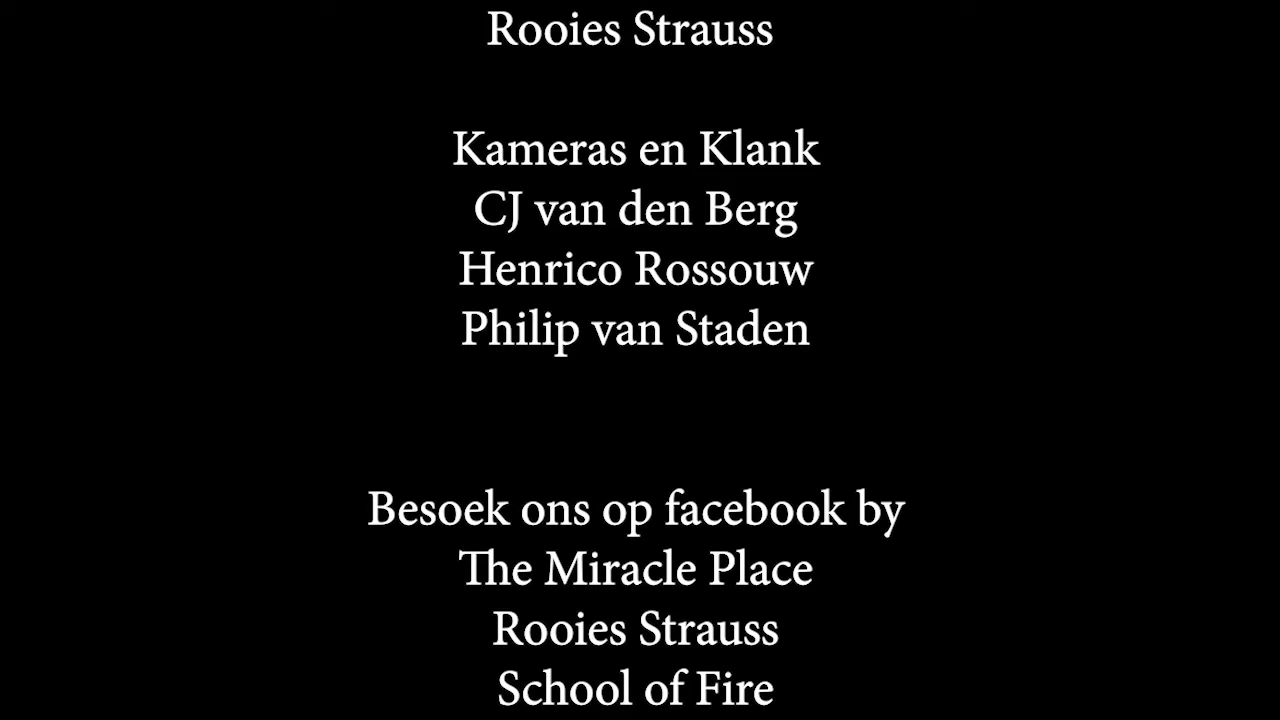 Rooies Strauss
Kameras en Klank
CJ van den Berg
Henrico Rossouw
Philip van Staden
Besoek ons op facebook by
The Miracle Place
Rooies Strauss
School of Fire